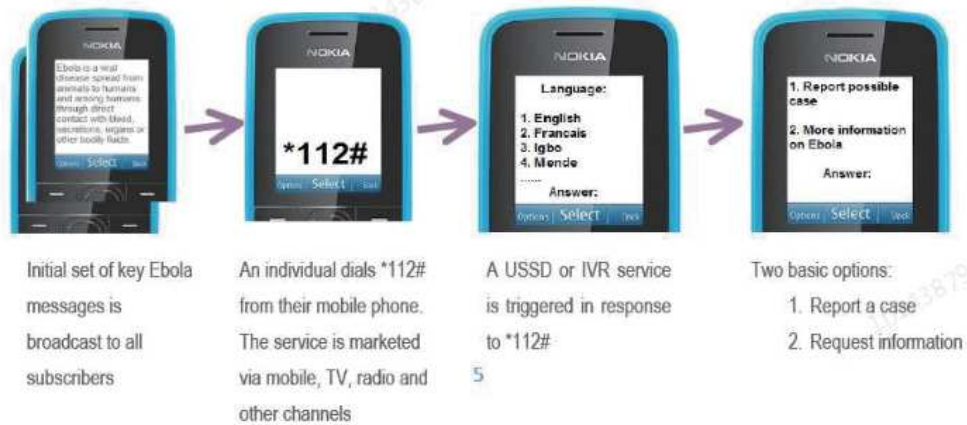 NOKIA
Ebola is a viral
disease spread from
animals to humans
and among humans
through direct
contact with blood,
secretions, organs or
other bodily fluids.
Options Select Back
NOKIA
*112#
Options Select Back
NOKIA
Language:
1. English
2. Francais
3. Igbo
4. Mende
......
Answer:
Options Select Back
NOKIA
1. Report possible
case
2. More information
on Ebola
Answer:
Options Select Back
Initial set of key Ebola
messages is
broadcast to all
subscribers
An individual dials *112#
from their mobile phone.
The service is marketed
via mobile, TV, radio and
other channels
A USSD or IVR service
is triggered in response
to *112#
5
Two basic options:
1. Report a case
2. Request information